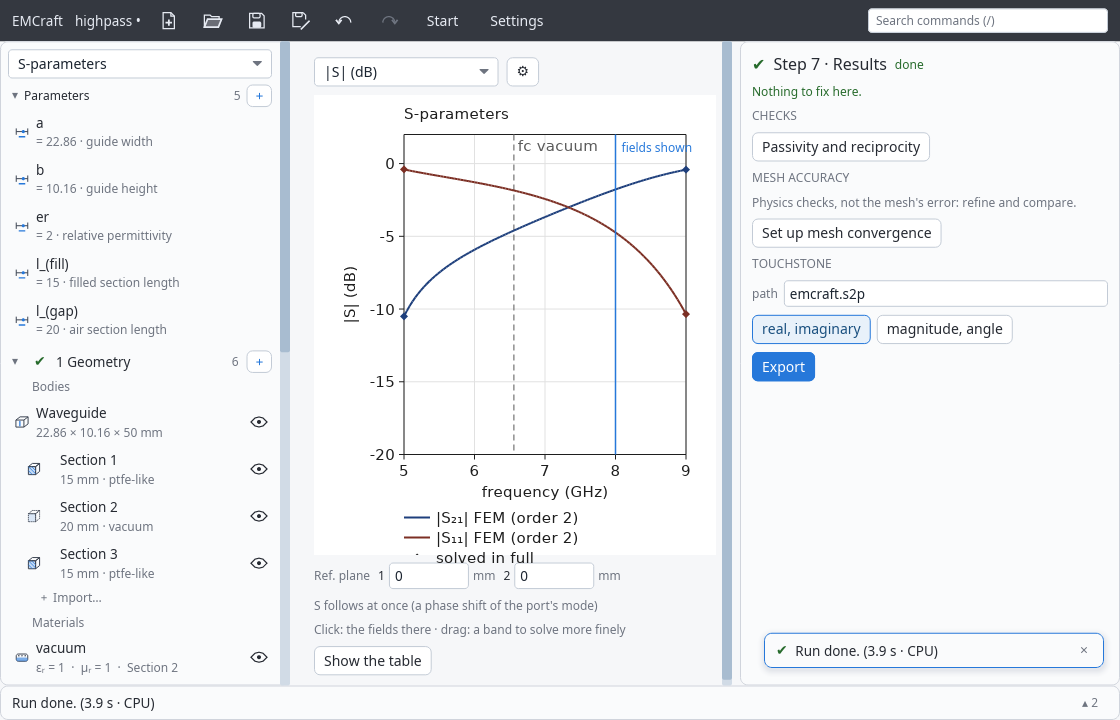 EMCraft highpass • Start Settings Search commands (/)
S-parameters
Parameters 5 +
a
= 22.86 · guide width
b
= 10.16 · guide height
er
= 2 · relative permittivity
l_(fill)
= 15 · filled section length
l_(gap)
= 20 · air section length
1 Geometry 6 +
Bodies
Waveguide
22.86 × 10.16 × 50 mm
Section 1
15 mm · ptfe-like
Section 2
20 mm · vacuum
Section 3
15 mm · ptfe-like
+ Import...
Materials
vacuum
εᵣ = 1 · μᵣ = 1 · Section 2
|S| (dB)
S-parameters
fc vacuum
fields shown
0
-5
-10
-15
-20
|S| (dB)
5 6 7 8 9
frequency (GHz)
|S₂₁| FEM (order 2)
|S₁₁| FEM (order 2)
solved in full
Ref. plane 1 0 mm 2 0 mm
S follows at once (a phase shift of the port's mode)
Click: the fields there · drag: a band to solve more finely
Show the table
✔ Step 7 · Results done
Nothing to fix here.
CHECKS
Passivity and reciprocity
MESH ACCURACY
Physics checks, not the mesh's error: refine and compare.
Set up mesh convergence
TOUCHSTONE
path emcraft.s2p
real, imaginary magnitude, angle
Export
✔ Run done. (3.9 s · CPU) ×
Run done. (3.9 s · CPU) ▲2